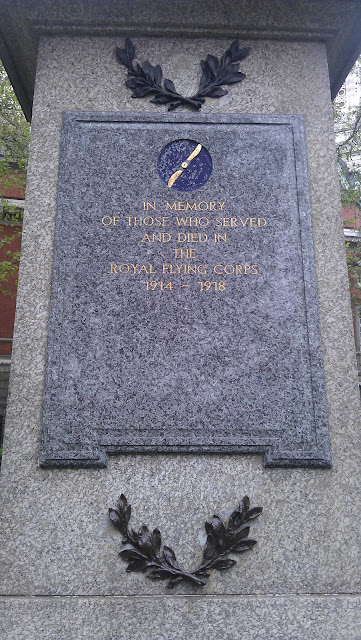 IN MEMORY
OF THOSE WHO SERVED
AND DIED IN
THE
ROYAL FLYING CORPS
1914 - 1918